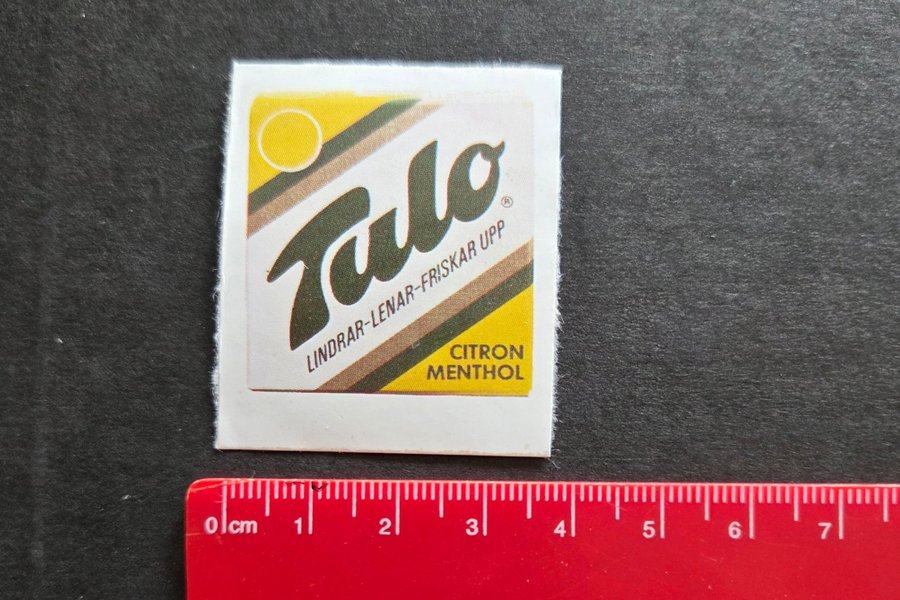 Tulo®
LINDRAR-LENAR-FRISKAR UPP
CITRON
MENTHOL
0 cm 1 2 3 4 5 6 7